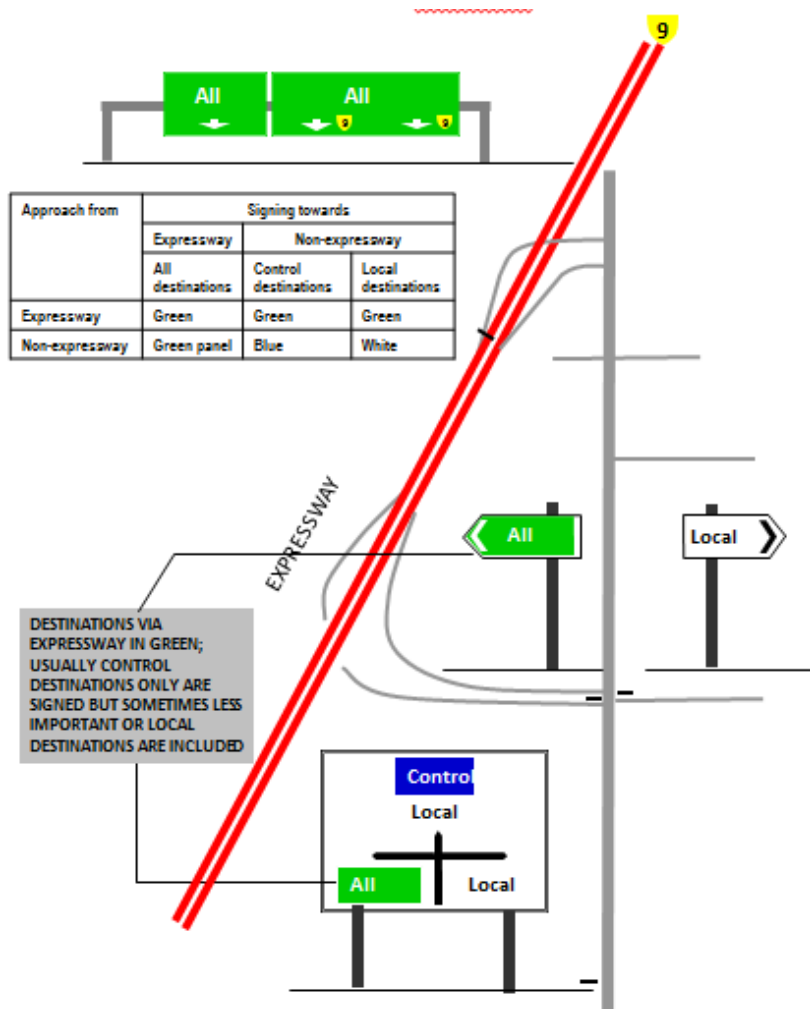 9
All All
9 9
Approach from Signing towards
Expressway Non-expressway
All destinations Control destinations Local destinations
Expressway Green Green Green
Non-expressway Green panel Blue White
EXPRESSWAY
All
Local
DESTINATIONS VIA
EXPRESSWAY IN GREEN;
USUALLY CONTROL
DESTINATIONS ONLY ARE
SIGNED BUT SOMETIMES LESS
IMPORTANT OR LOCAL
DESTINATIONS ARE INCLUDED
Control
Local
All Local